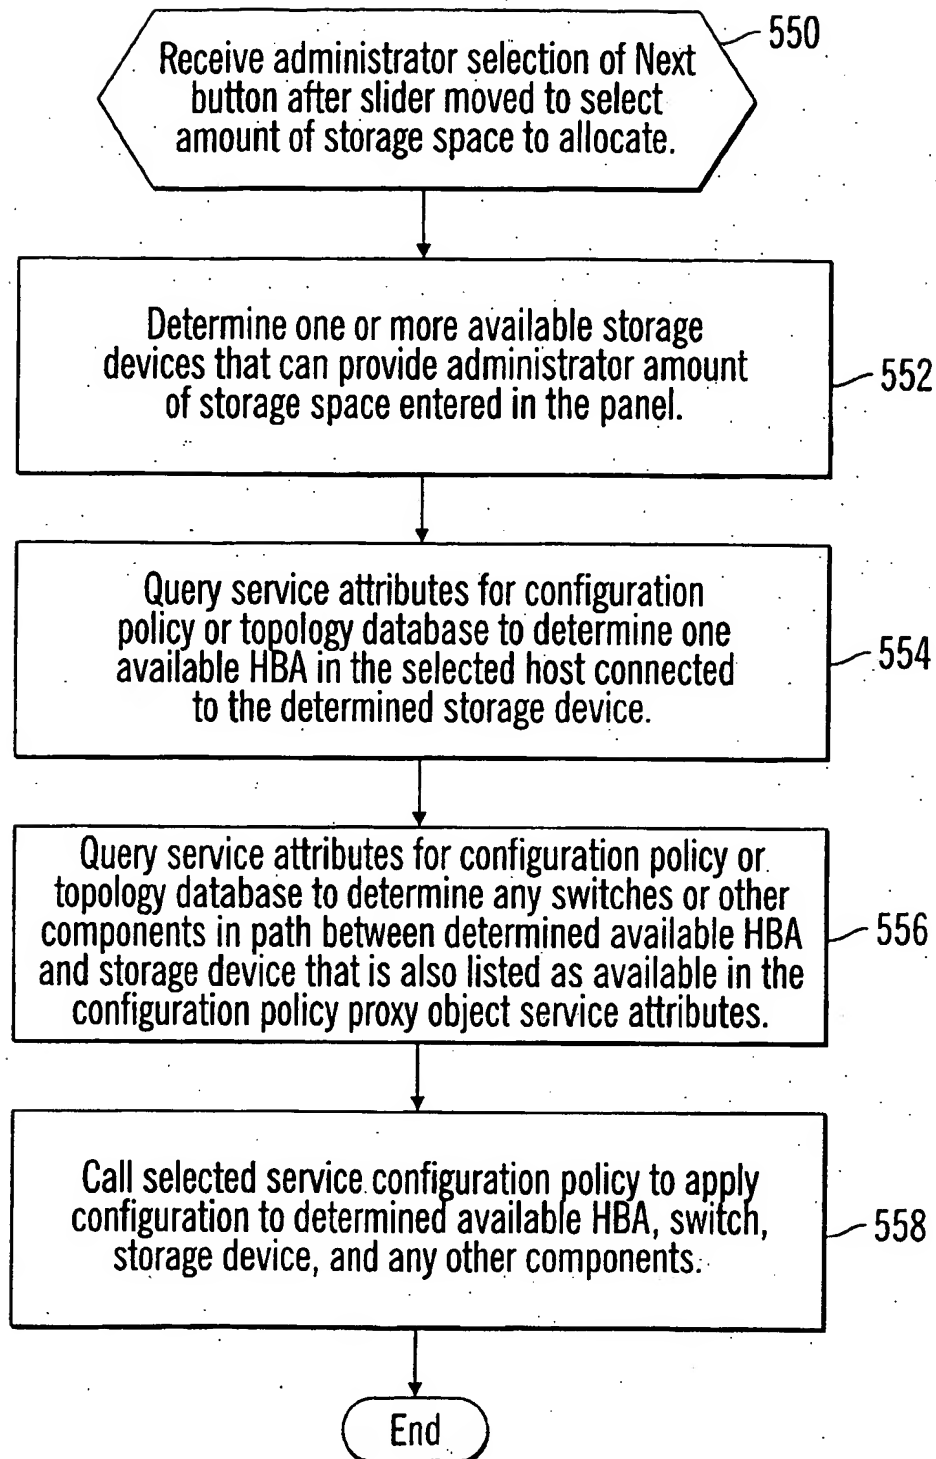 Receive administrator selection of Next
button after slider moved to select
amount of storage space to allocate.
550
Determine one or more available storage
devices that can provide administrator amount
of storage space entered in the panel.
552
Query service attributes for configuration
policy or topology database to determine one
available HBA in the selected host connected
to the determined storage device.
554
Query service attributes for configuration policy or
topology database to determine any switches or other
components in path between determined available HBA
and storage device that is also listed as available in the
configuration policy proxy object service attributes.
556
Call selected service configuration policy to apply
configuration to determined available HBA, switch,
storage device, and any other components.
558
End